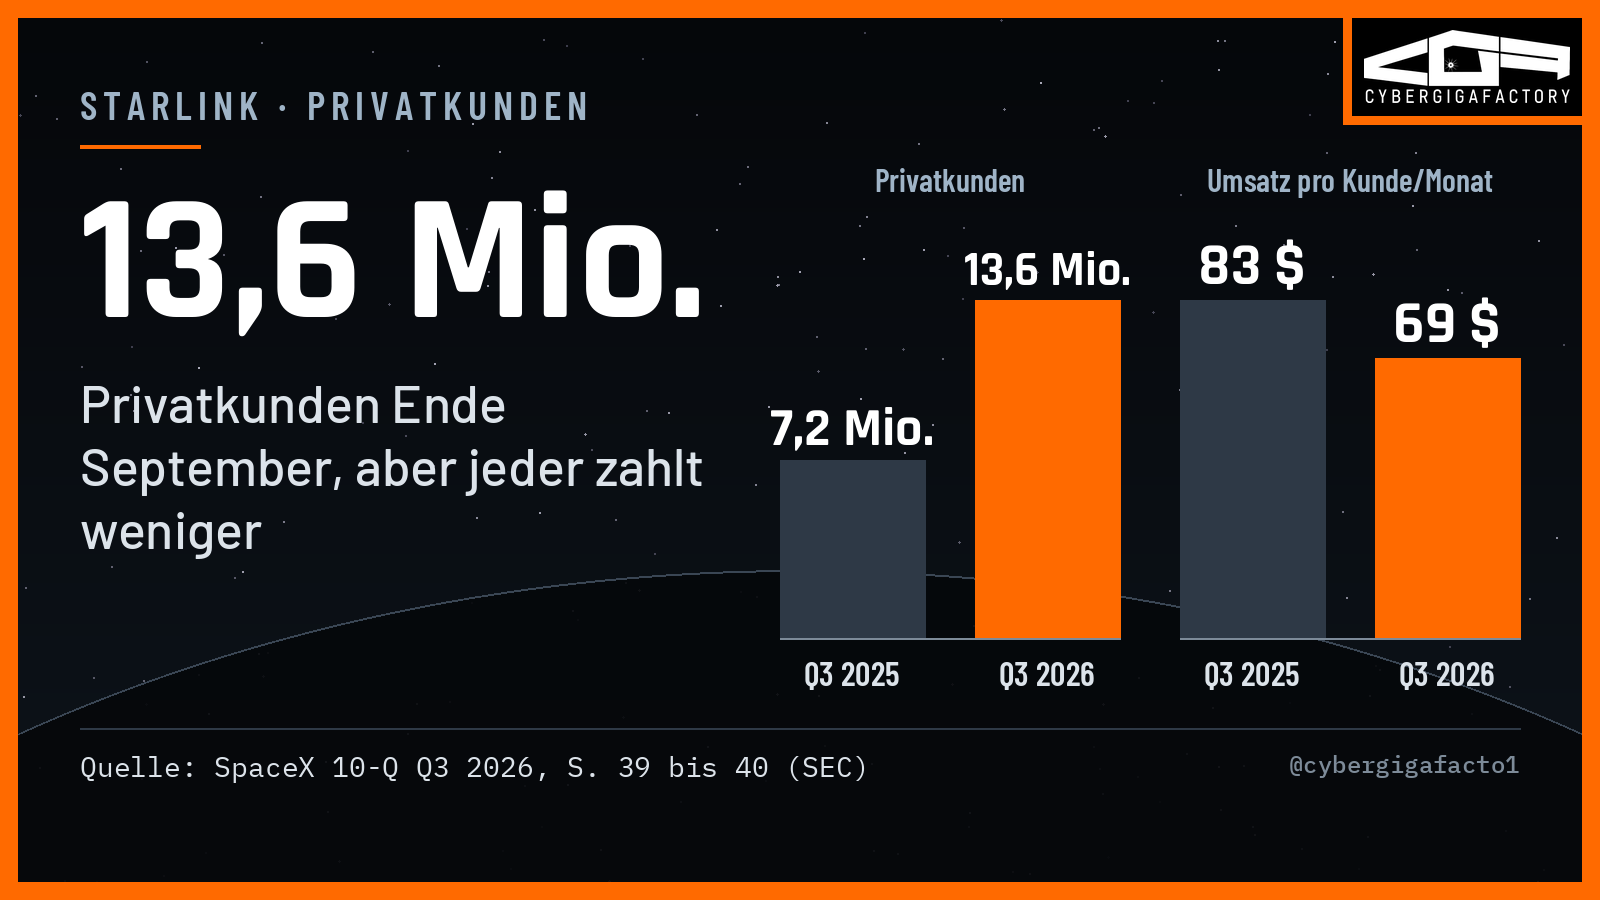 CYBERGIGAFACTORY
STARLINK · PRIVATKUNDEN
13,6 Mio.
Privatkunden Ende
September, aber jeder zahlt
weniger
Privatkunden
7,2 Mio.
13,6 Mio.
Q3 2025
Q3 2026
Umsatz pro Kunde/Monat
83 $
69 $
Q3 2025
Q3 2026
Quelle: SpaceX 10-Q Q3 2026, S. 39 bis 40 (SEC)
@cybergigafacto1